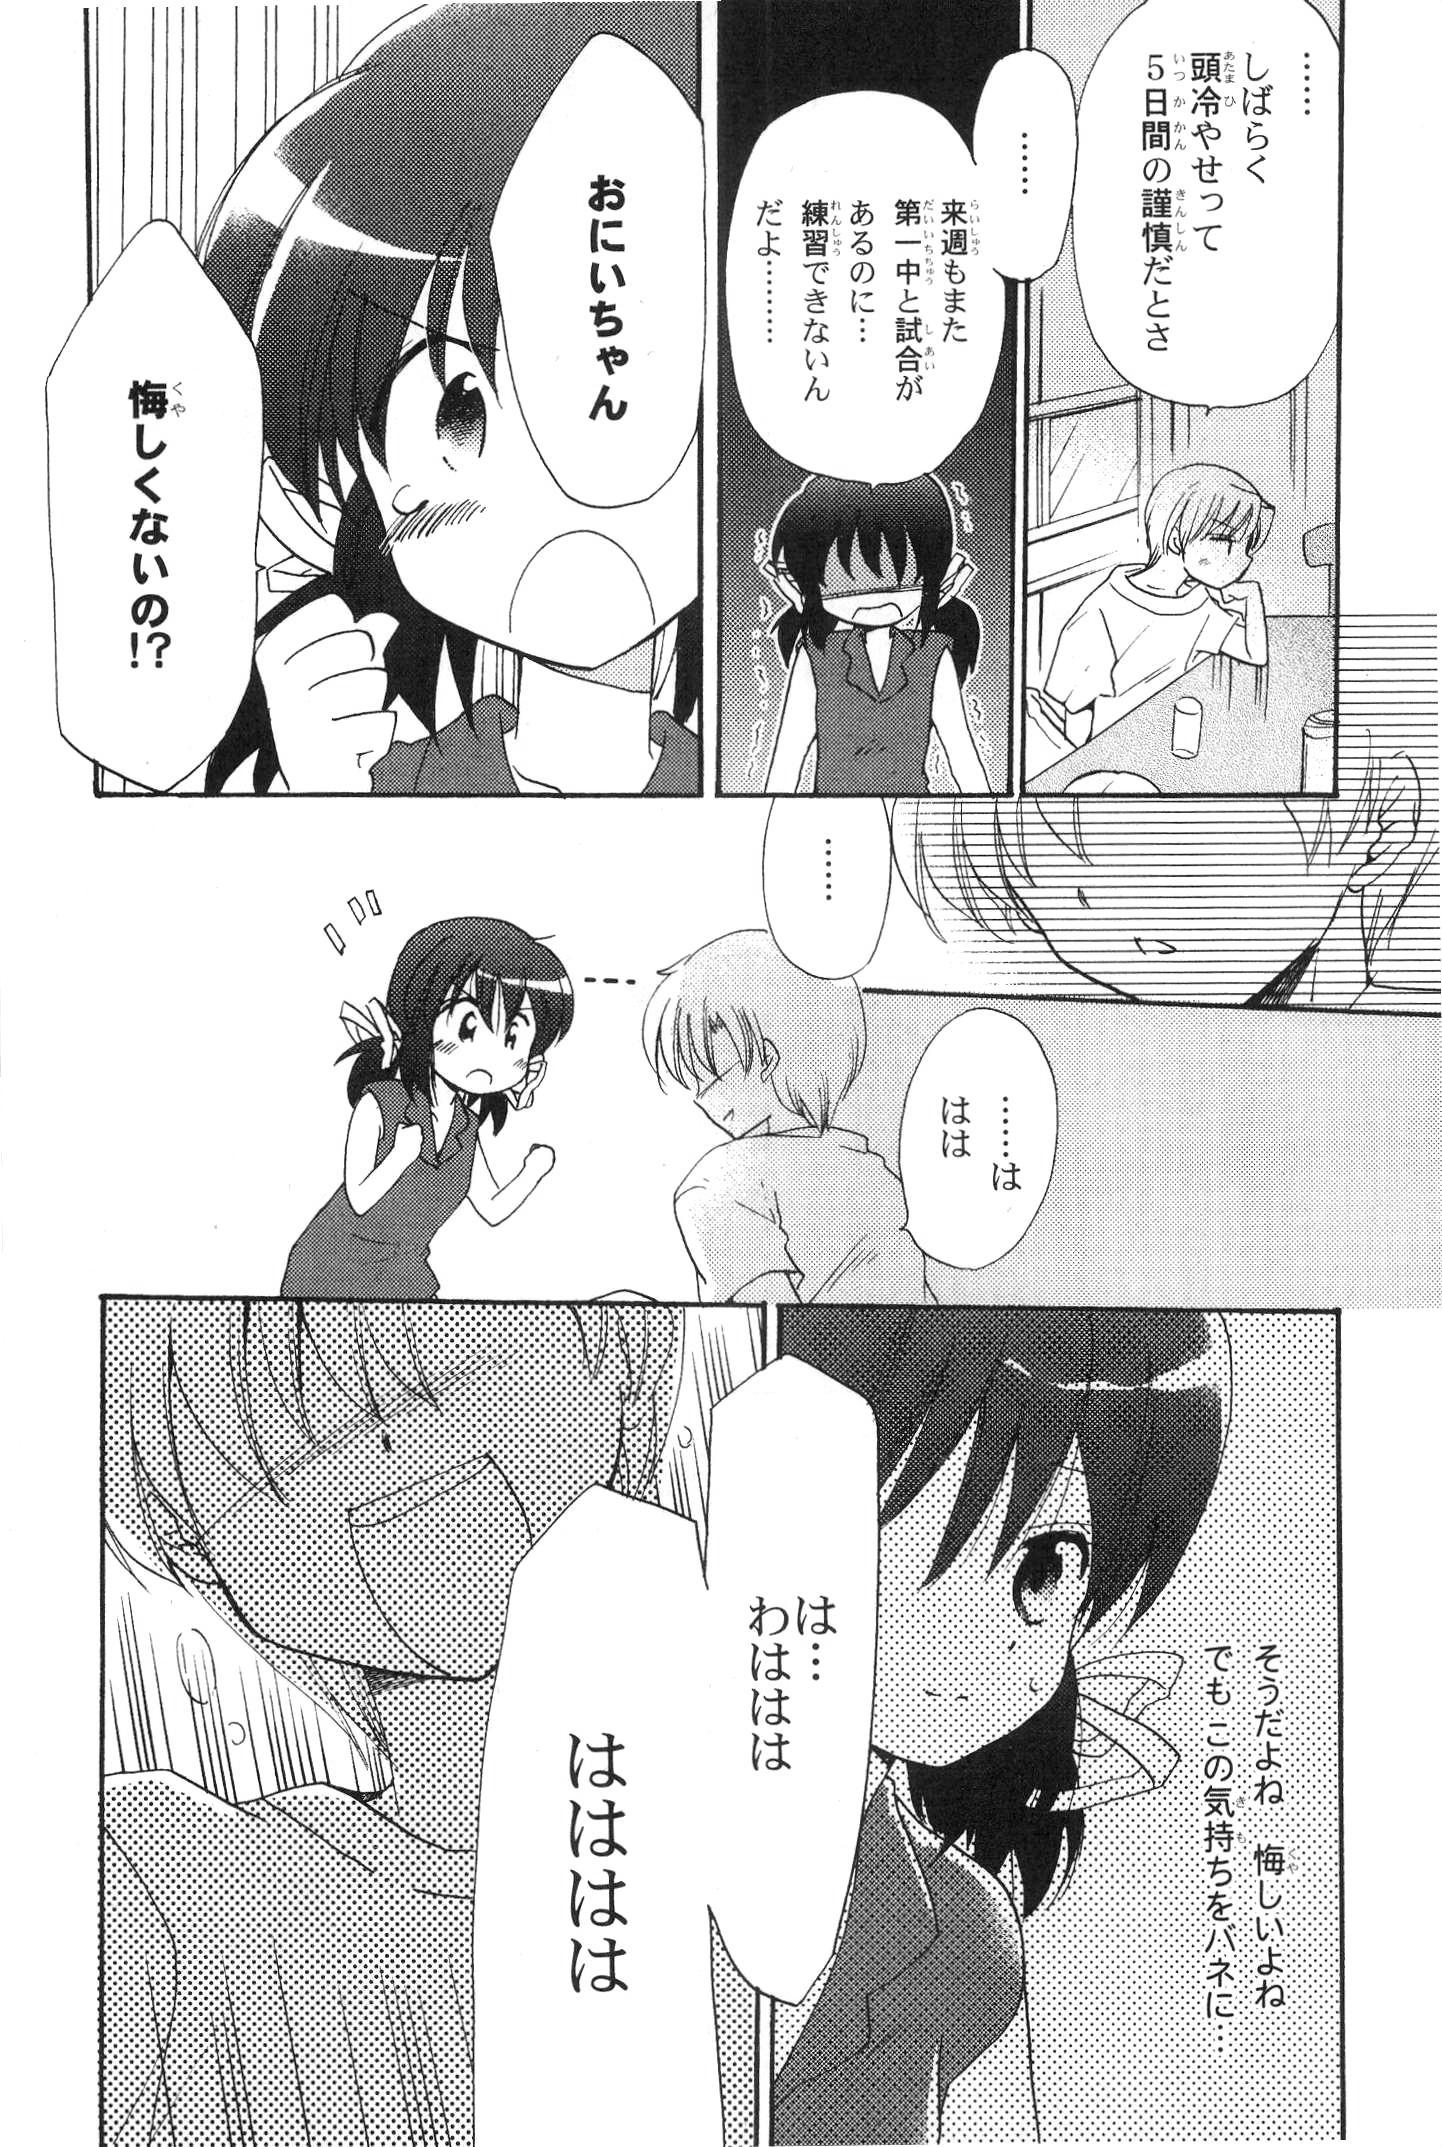 ……
しばらく
頭冷やせって
5日間の謹慎だとさ
……
来週もまた
第一中と試合が
あるのに…
練習できないん
だよ………
おにいちゃん
悔しくないの!?
……
……は
はは
そうだよね 悔しいよね
でもこの気持ちをバネに…
は…
わははは
はははは